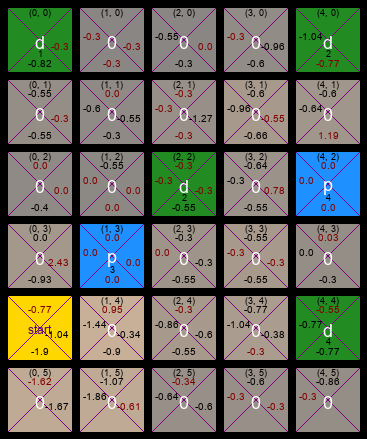 (0, 0) (1, 0) (2, 0) (3, 0) (4, 0)
d -0.3 -0.3 0 -0.3 -0.55 0 0.0 0 -0.96 -1.04 d
1 2
-0.82 -0.3 -0.3 -0.6 -0.77
(0, 1) (1, 1) (2, 1) (3, 1) (4, 1)
-0.55 0.0 -0.3 -0.6 -0.6
0 -0.3 -0.6 0 -0.55 -0.3 0 -1.27 -0.96 0 -0.55 -0.64 0
-0.55 -0.3 -0.3 -0.66 1.19
(0, 2) (1, 2) (2, 2) (3, 2) (4, 2)
0.0 -0.55 -0.3 -0.64 0.0
0 0.0 0.0 0 0.0 -0.3 d -0.3 -0.3 0 0.78 0.0 p
2 4
-0.4 0.0 -0.55 -0.55 0.0
(0, 3) (1, 3) (2, 3) (3, 3) (4, 3)
0.0 0.0 -0.3 -0.55 0.03
0 2.43 0.0 p 0.0 0.0 0 -0.3 -0.3 0 -0.3 0.0 0
3
-0.93 0.0 -0.55 -0.55 -0.3
(1, 4) (2, 4) (3, 4) (4, 4)
-0.77 0.95 -0.3 -0.77 -0.55
start -1.04 -1.44 0 -0.34 -0.86 0 -0.6 -1.04 0 -0.38 -0.77 d
4
-1.9 -0.9 -0.55 -0.3 -0.77
(0, 5) (1, 5) (2, 5) (3, 5) (4, 5)
-1.62 -1.07 -0.34 -0.6 -0.86
0 -1.67 -1.86 0 -0.61 -0.64 0 -0.6 -0.3 0 -0.3 -0.3 0